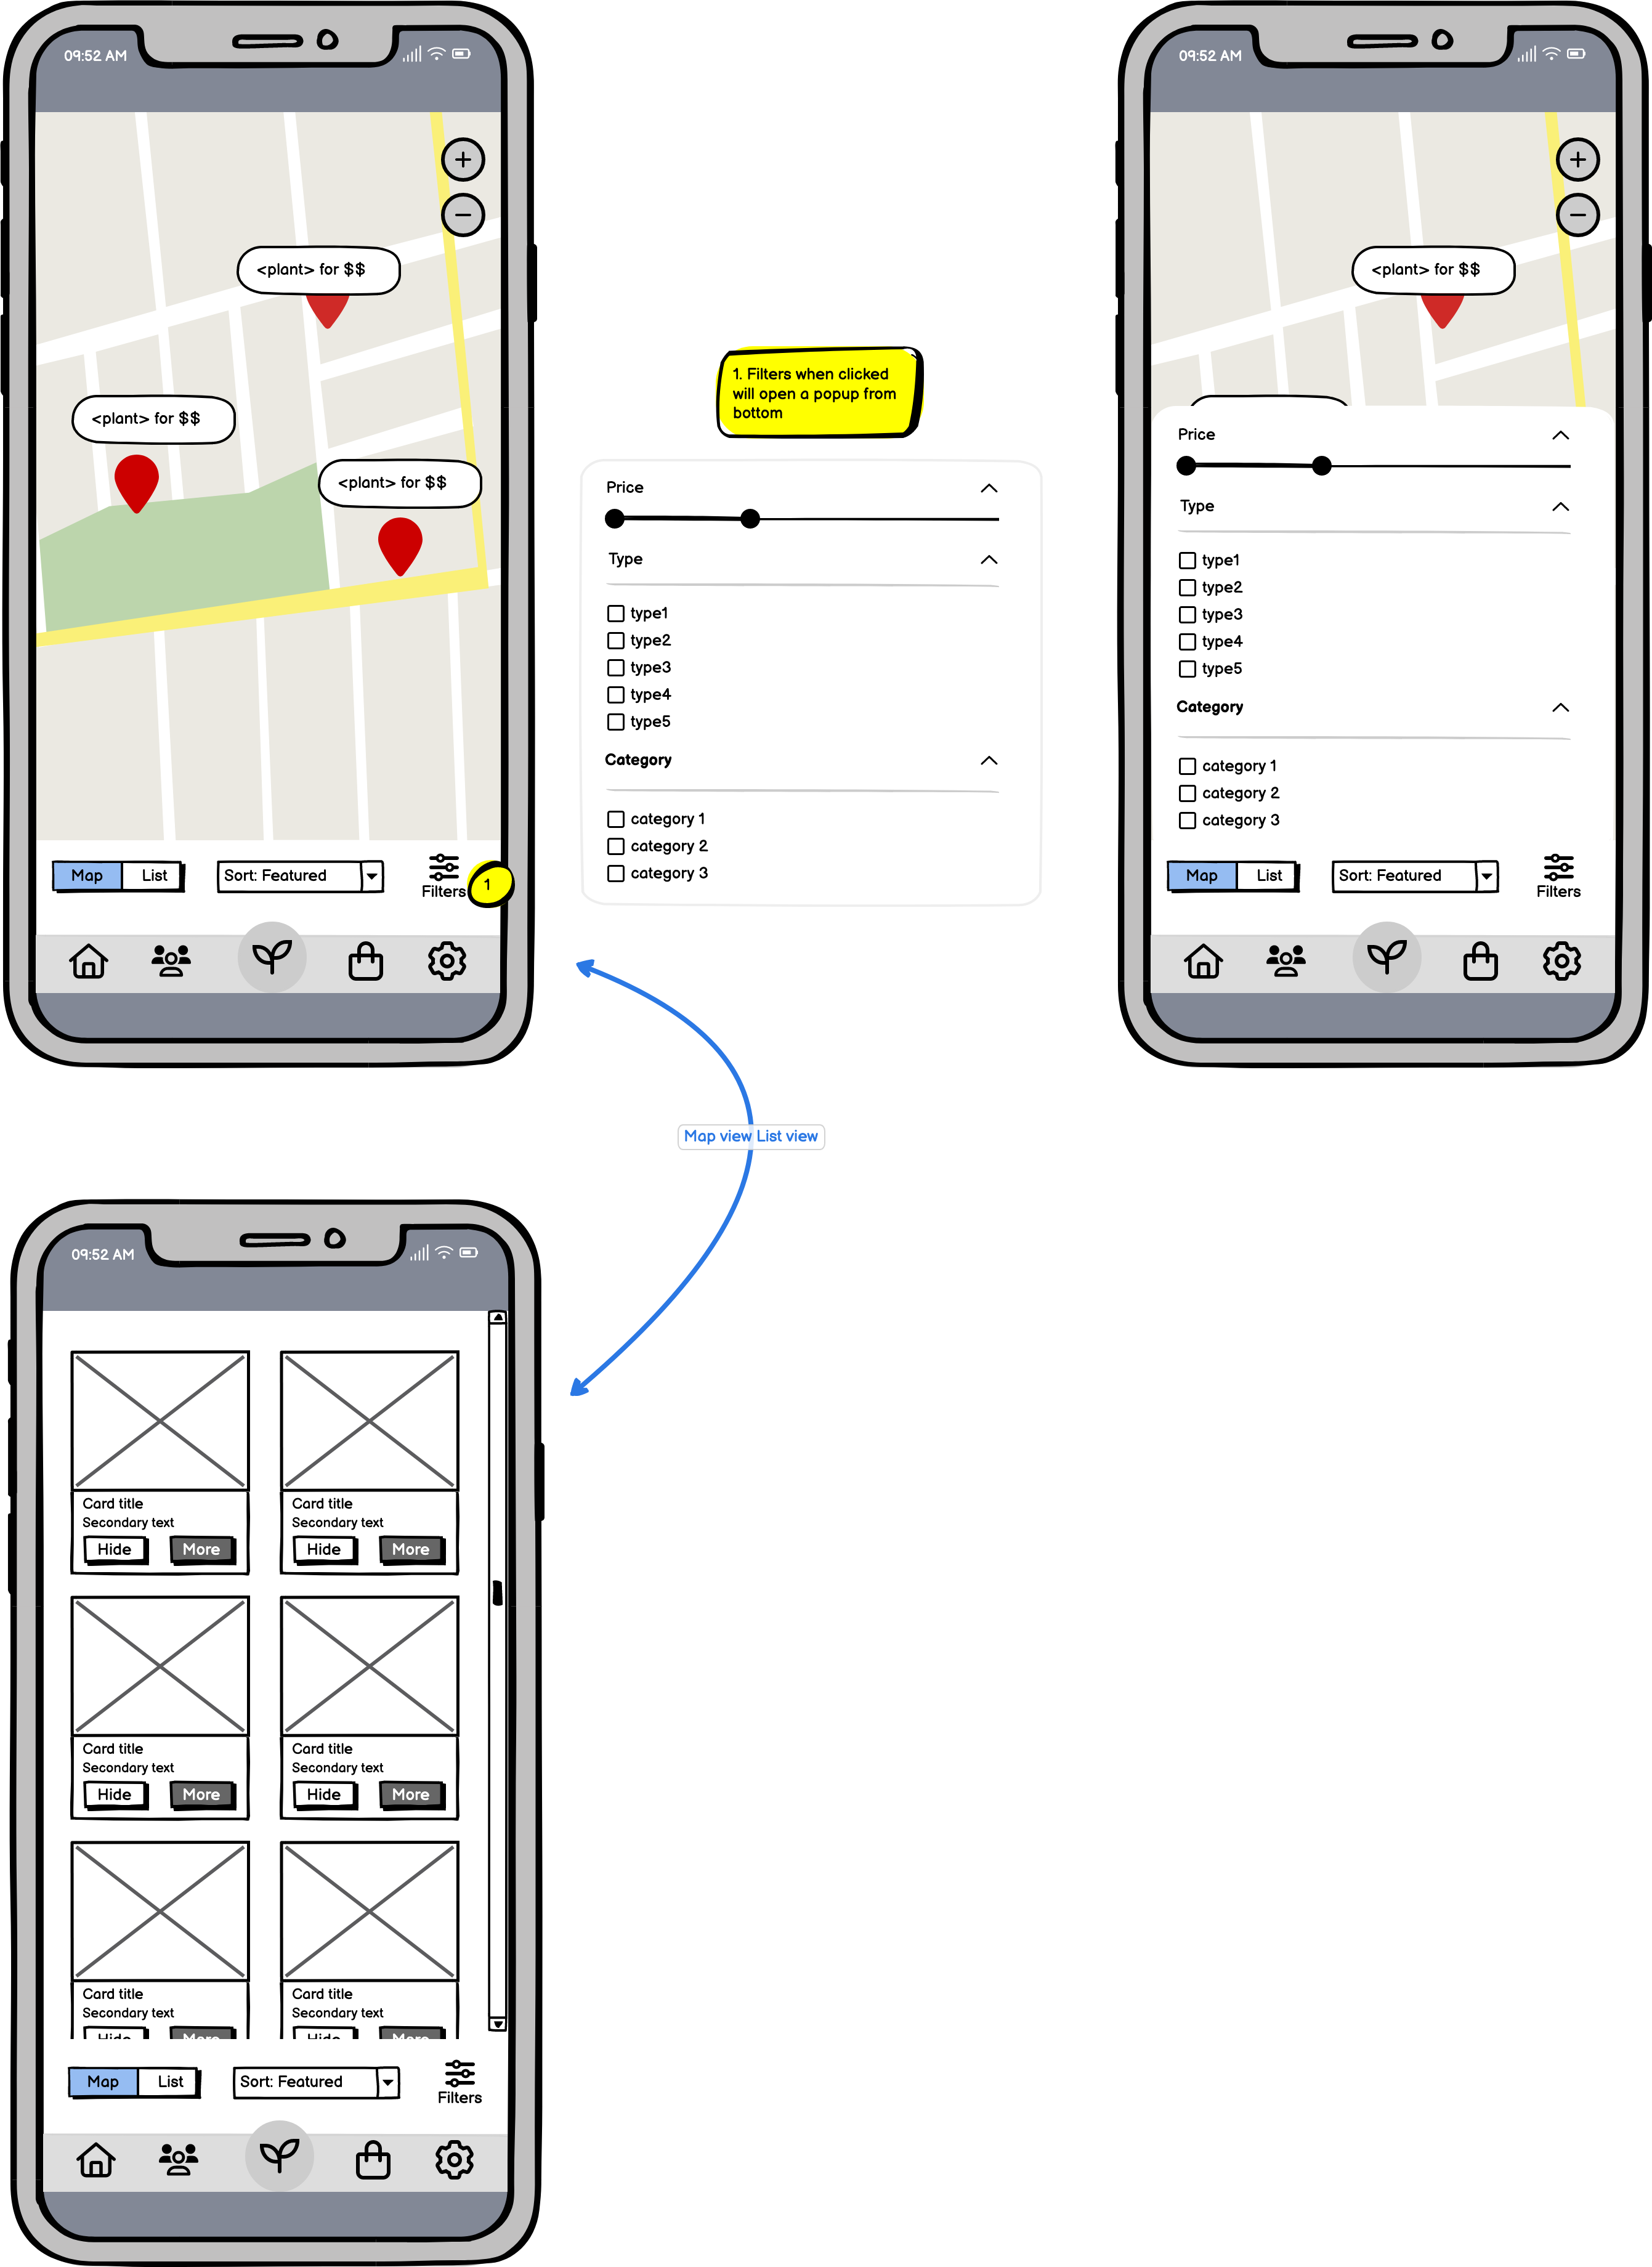 09:52 AM
<plant> for $$
<plant> for $$
<plant> for $$
Map
List
Sort: Featured
Filters
1
1. Filters when clicked
will open a popup from
bottom
Price
Type
type1
type2
type3
type4
type5
Category
category 1
category 2
category 3
09:52 AM
<plant> for $$
Price
Type
type1
type2
type3
type4
type5
Category
category 1
category 2
category 3
Map
List
Sort: Featured
Filters
Map view List view
09:52 AM
Card title
Secondary text
Hide
More
Card title
Secondary text
Hide
More
Card title
Secondary text
Hide
More
Card title
Secondary text
Hide
More
Card title
Secondary text
Hide
More
Card title
Secondary text
Hide
More
Map
List
Sort: Featured
Filters